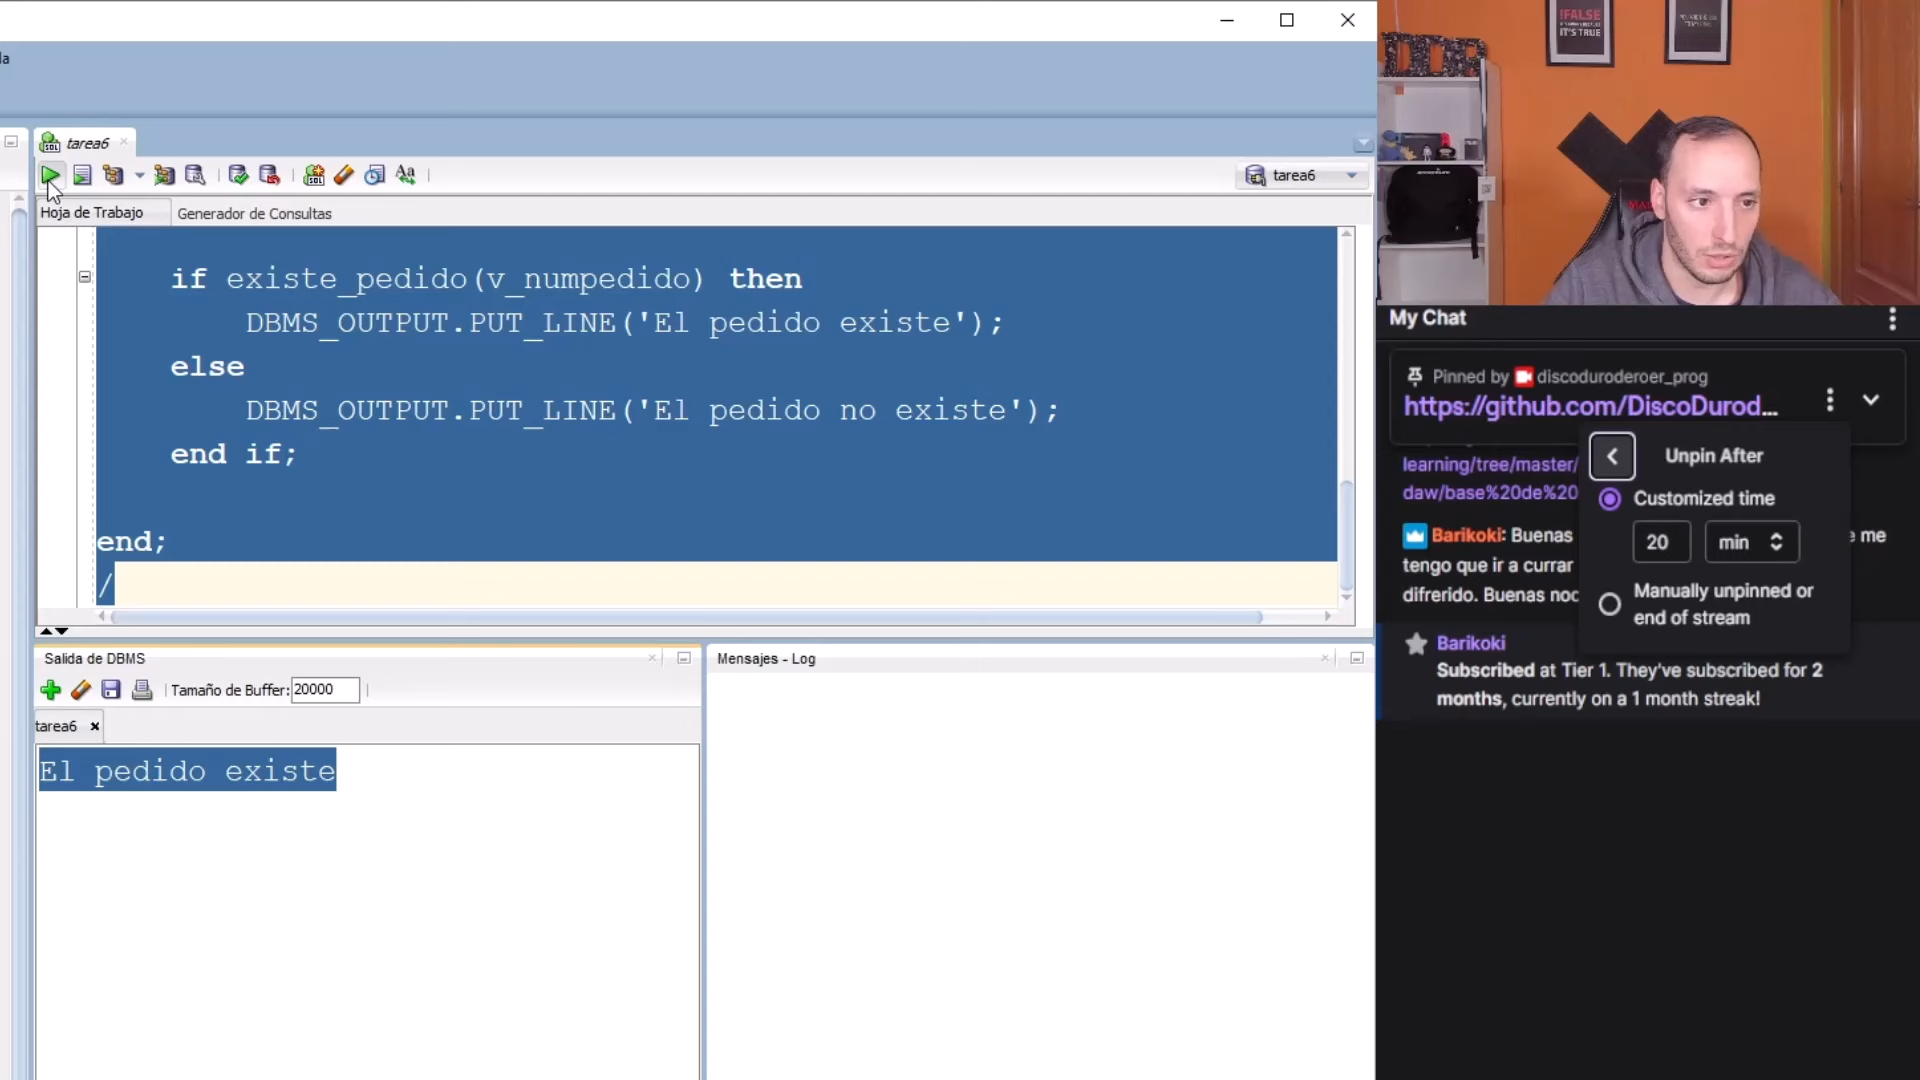 la
tarea6
tarea6
Hoja de Trabajo
Generador de Consultas
if existe_pedido(v_numpedido) then
DBMS_OUTPUT.PUT_LINE('El pedido existe');
else
DBMS_OUTPUT.PUT_LINE('El pedido no existe');
end if;
end;
/
Salida de DBMS
Tamaño de Buffer: 20000
tarea6
El pedido existe
Mensajes - Log
!FALSE
IT'S TRUE
My Chat
Pinned by discoduroderoer_prog
https://github.com/DiscoDurod...
learning/tree/master/
daw/base%20de%20
Barikoki: Buenas
e me
tengo que ir a currar
difrerido. Buenas noc
Unpin After
Customized time
20 min
Manually unpinned or
end of stream
Barikoki
Subscribed at Tier 1. They've subscribed for 2
months, currently on a 1 month streak!